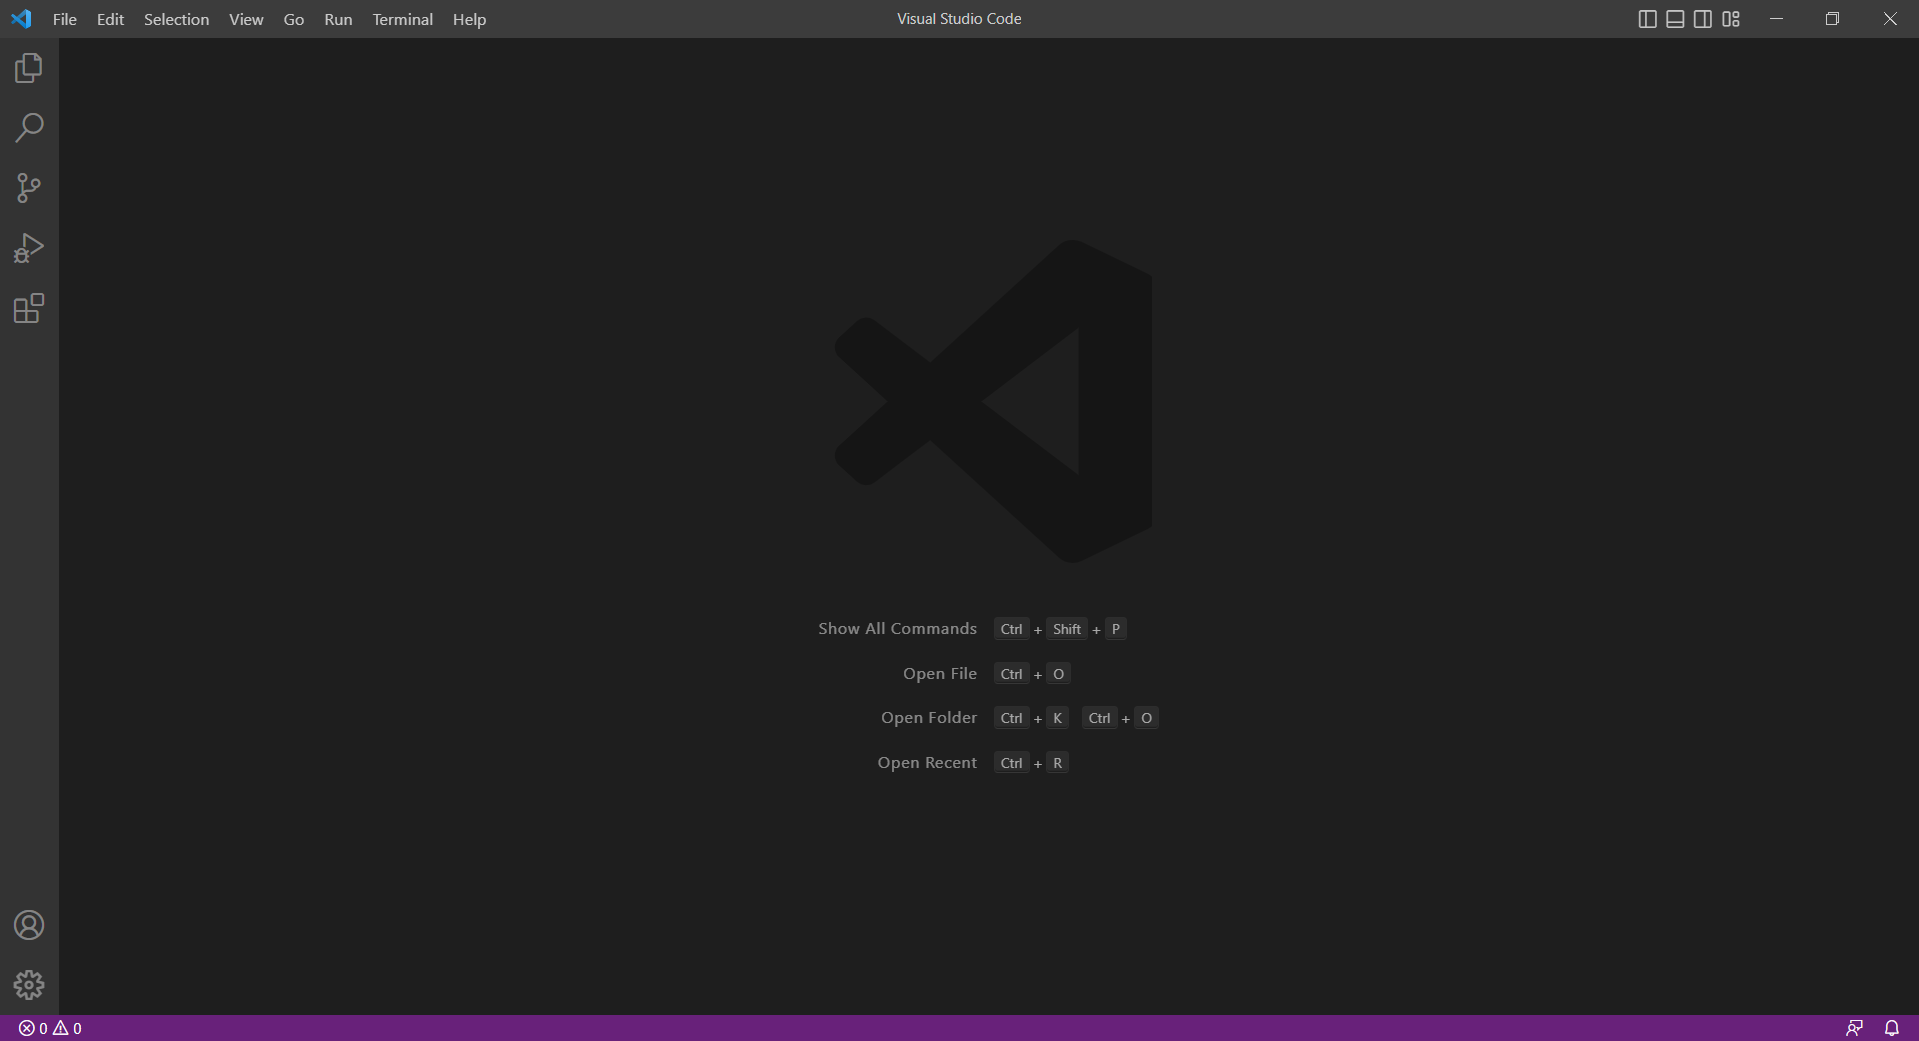 File Edit Selection View Go Run Terminal Help Visual Studio Code
Show All Commands Ctrl + Shift + P
Open File Ctrl + O
Open Folder Ctrl + K Ctrl + O
Open Recent Ctrl + R
0 0